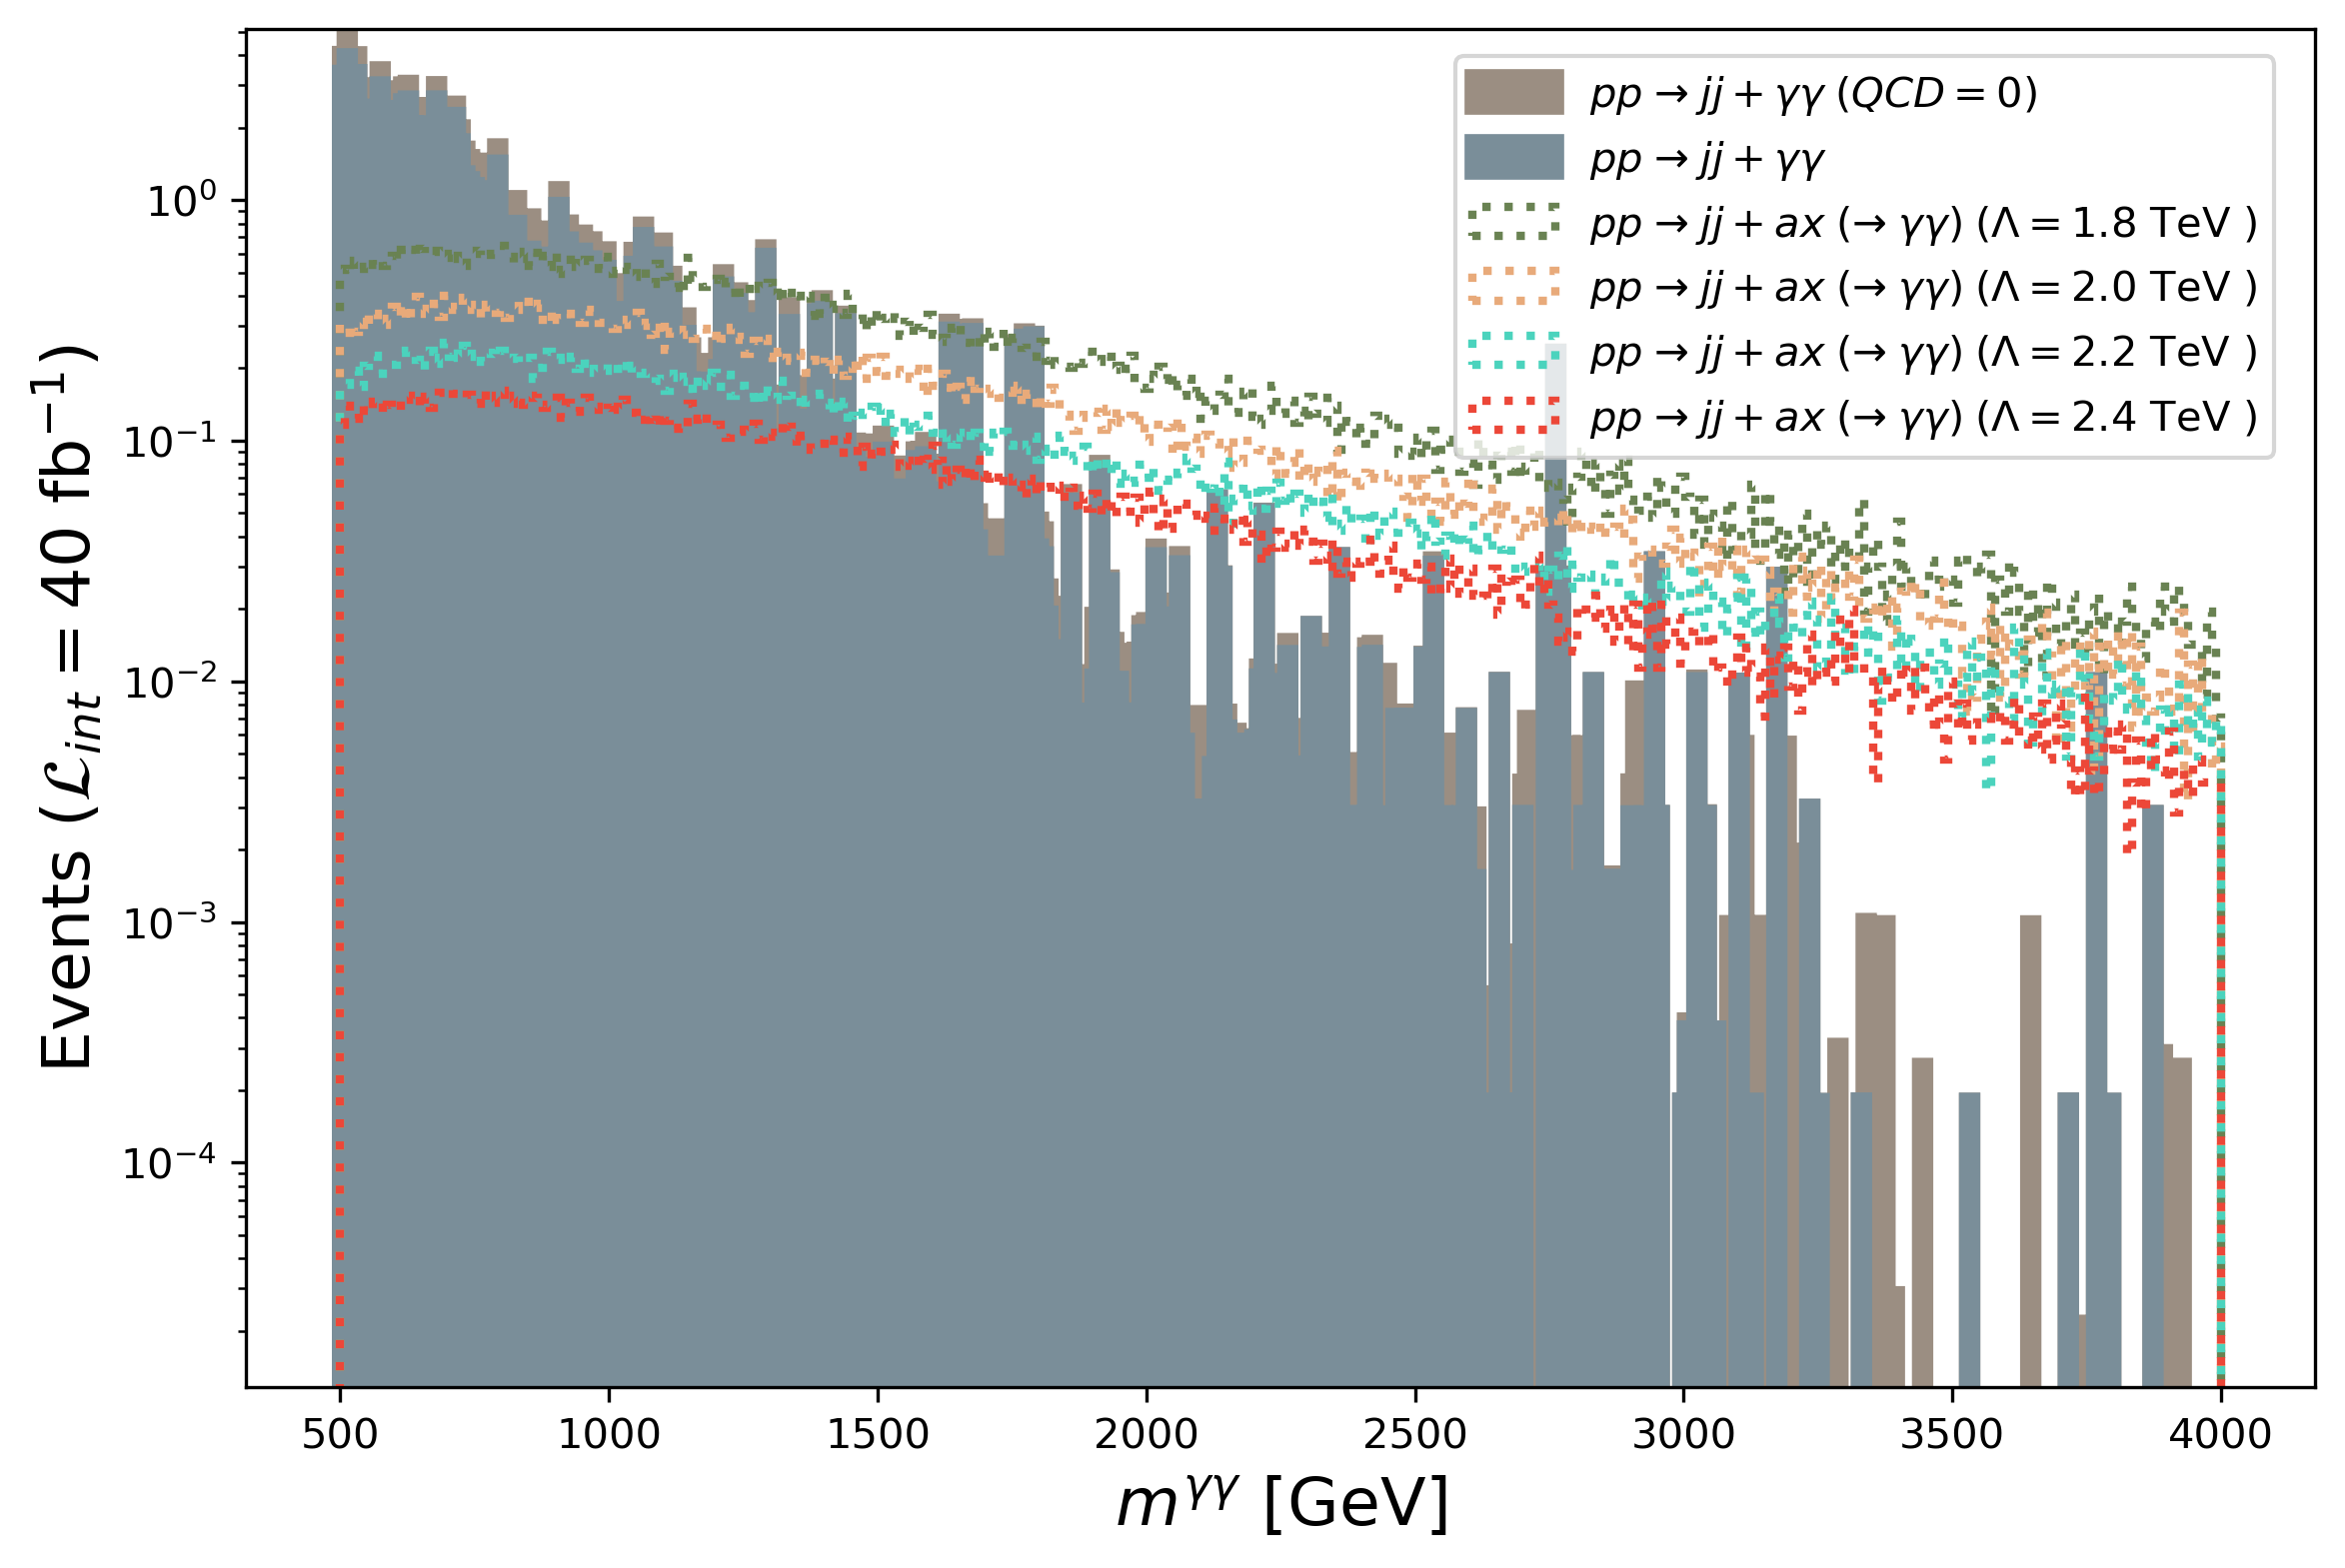 pp → jj + γγ (QCD = 0)
pp → jj + γγ
pp → jj + ax (→ γγ) (Λ = 1.8 TeV )
pp → jj + ax (→ γγ) (Λ = 2.0 TeV )
pp → jj + ax (→ γγ) (Λ = 2.2 TeV )
pp → jj + ax (→ γγ) (Λ = 2.4 TeV )
Events (ℒ_int = 40 fb⁻¹)
10⁰
10⁻¹
10⁻²
10⁻³
10⁻⁴
500 1000 1500 2000 2500 3000 3500 4000
m^γγ [GeV]